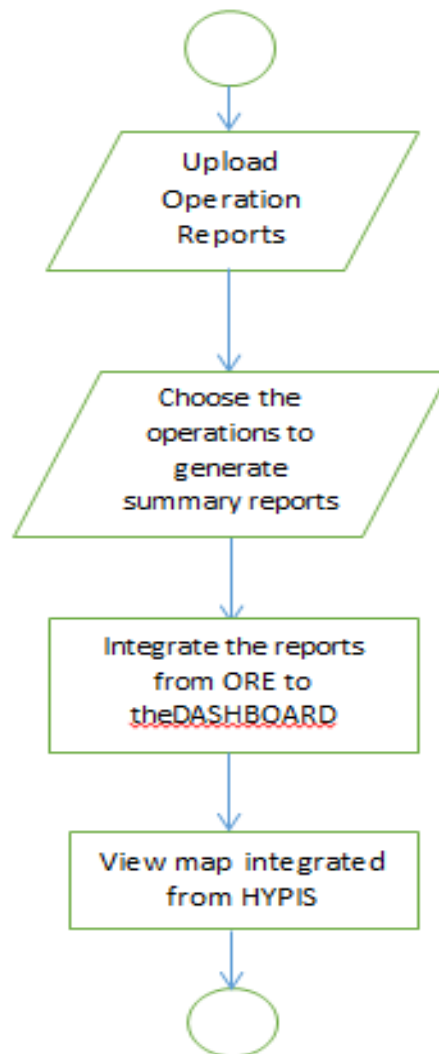 Upload
Operation
Reports
Choose the
operations to
generate
summary reports
Integrate the reports
from ORE to
theDASHBOARD
View map integrated
from HYPIS